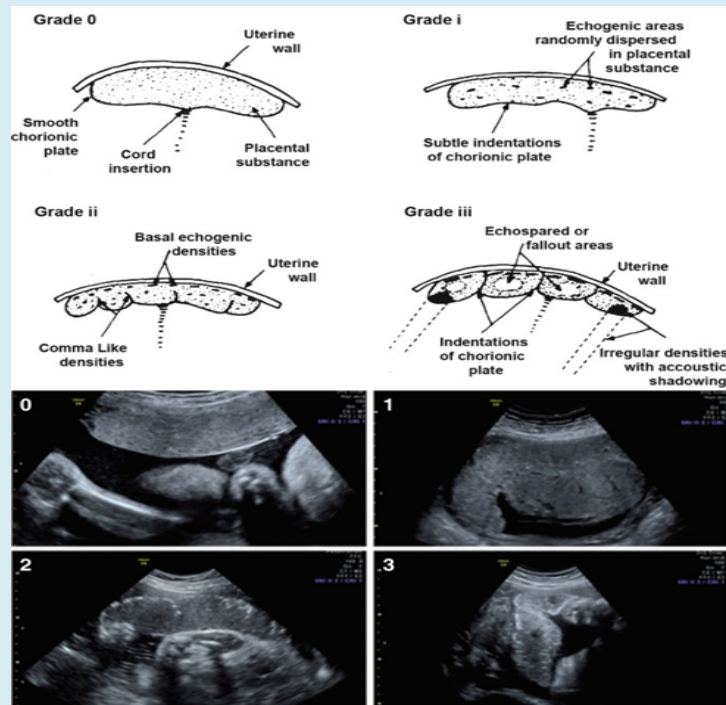 Grade 0
Uterine
wall
Smooth
chorionic
plate
Cord
insertion
Placental
substance
Grade i
Echogenic areas
randomly dispersed
in placental
substance
Subtle indentations
of chorionic plate
Grade ii
Basal echogenic
densities
Uterine
wall
Comma Like
densities
Grade iii
Echospared or
fallout areas
Uterine
wall
Indentations
of chorionic
plate
Irregular densities
with accoustic
shadowing
0
1
2
3